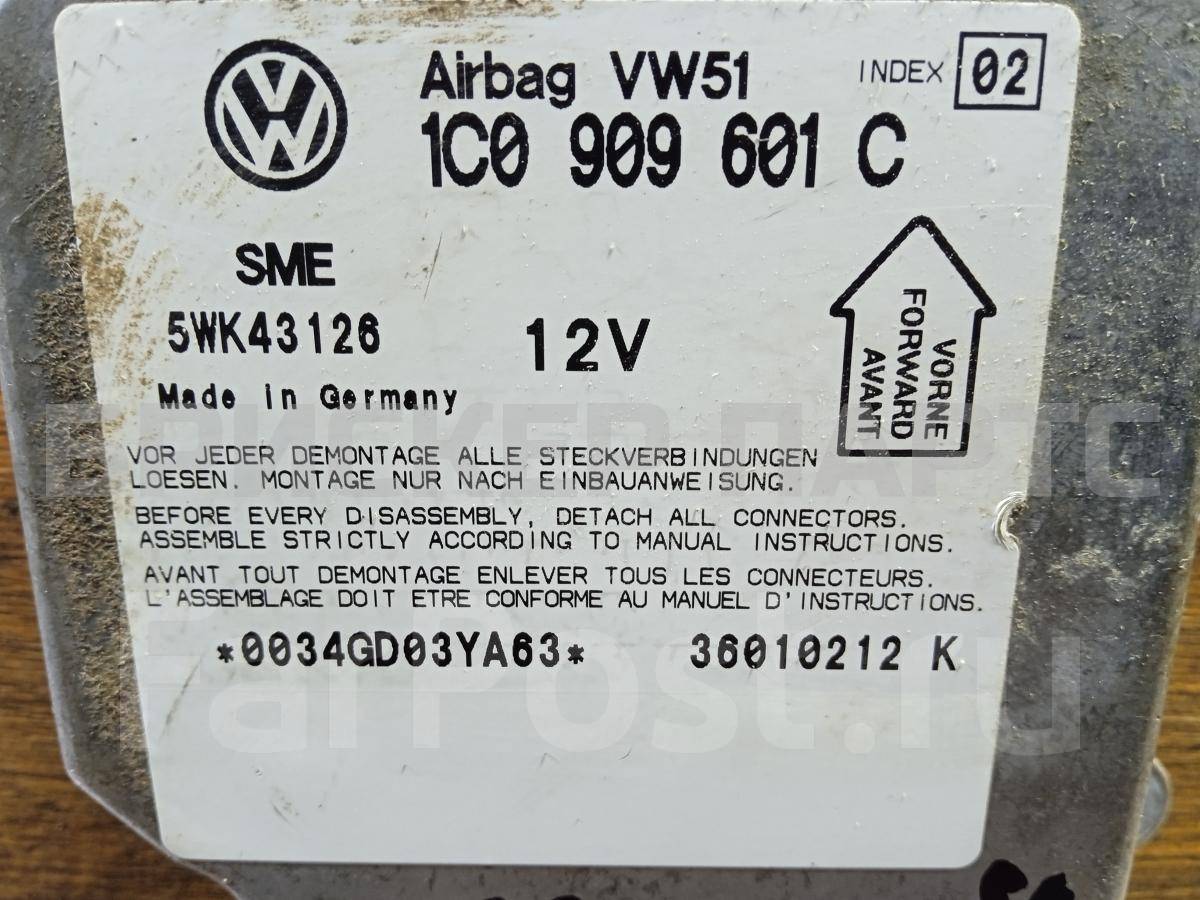 Airbag VW51 INDEX 02
1C0 909 601 C
SME
5WK43126 12V
Made in Germany
VORNE
FORWARD
AVANT
VOR JEDER DEMONTAGE ALLE STECKVERBINDUNGEN
LOESEN. MONTAGE NUR NACH EINBAUANWEISUNG.
BEFORE EVERY DISASSEMBLY, DETACH ALL CONNECTORS.
ASSEMBLE STRICTLY ACCORDING TO MANUAL INSTRUCTIONS.
AVANT TOUT DEMONTAGE ENLEVER TOUS LES CONNECTEURS.
L'ASSEMBLAGE DOIT ETRE CONFORME AU MANUEL D'INSTRUCTIONS.
*0034GD03YA63* 36010212 K
БРИСКЕР ПАРТС
FarPost.ru